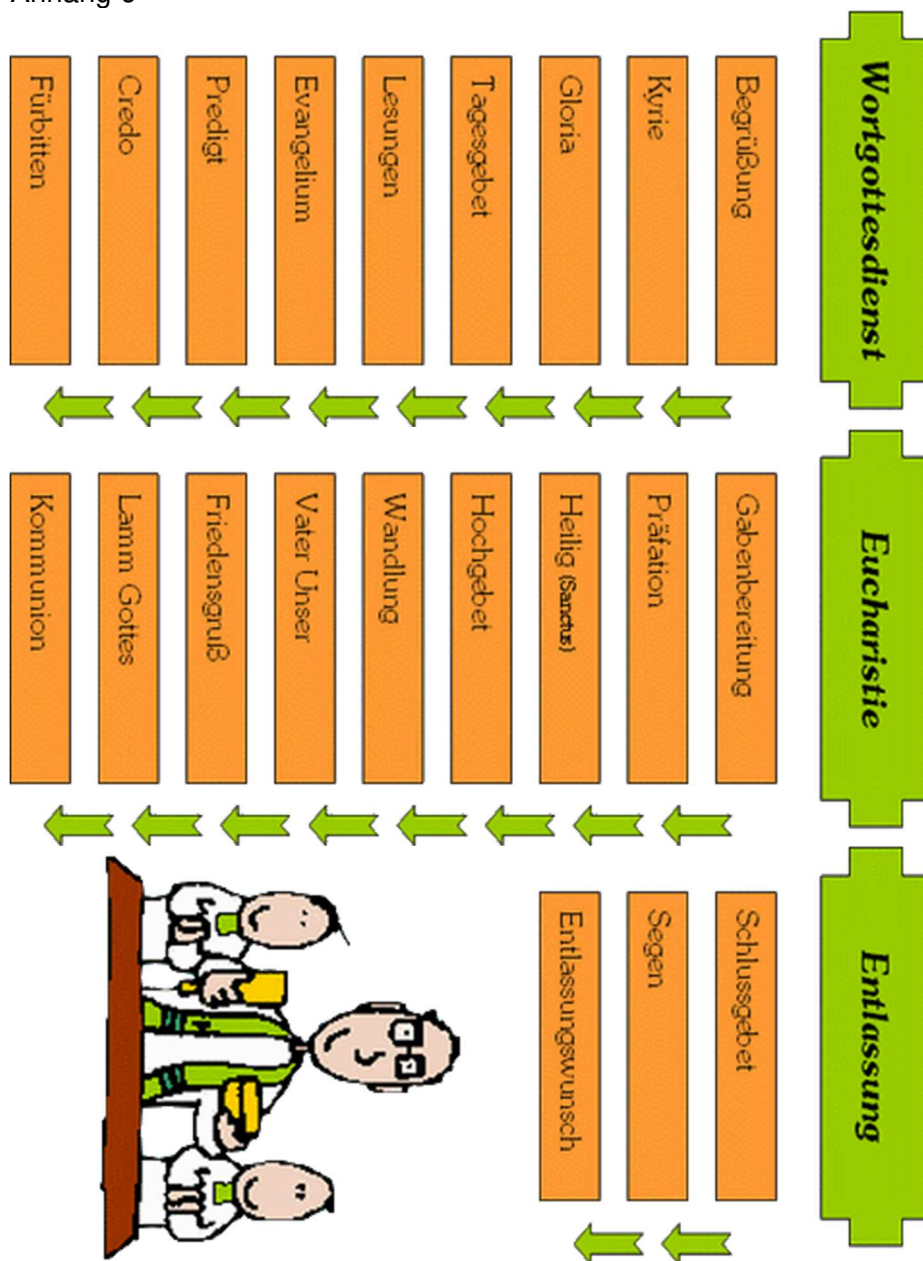 Wortgottesdienst
Begrüßung
Kyrie
Gloria
Tagesgebet
Lesungen
Evangelium
Predigt
Credo
Fürbitten
Eucharistie
Gabenbereitung
Präfation
Heilig (Sanctus)
Hochgebet
Wandlung
Vater Unser
Friedensgruß
Lamm Gottes
Kommunion
Entlassung
Schlussgebet
Segen
Entlassungswunsch